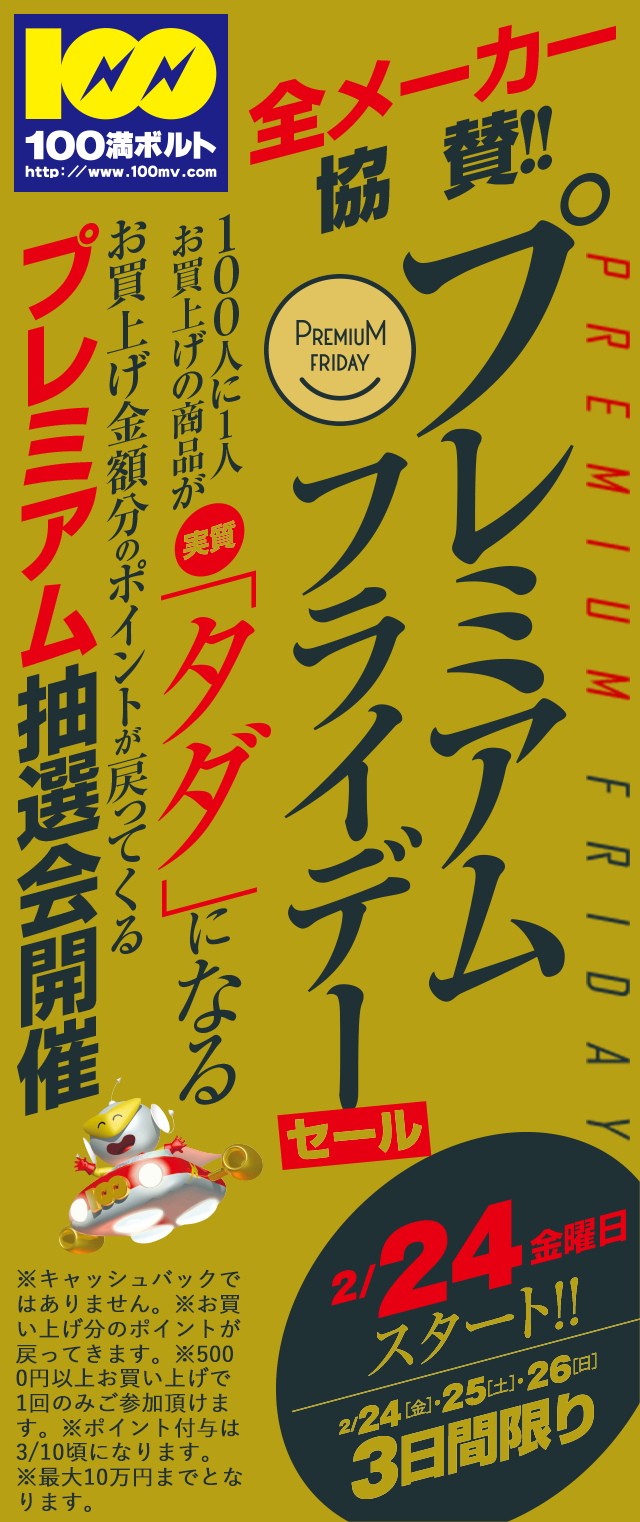 100
100満ボルト
http://www.100mv.com
全メーカー
協賛!!
プレミアム
フライデー
セール
PREMIUM FRIDAY
PREMIUM
FRIDAY
100人に1人
お買上げの商品が
実質
「タダ」になる
お買上げ金額分のポイントが戻ってくる
プレミアム抽選会開催
100
※キャッシュバックで
はありません。※お買
い上げ分のポイントが
戻ってきます。※500
0円以上お買い上げで
1回のみご参加頂けま
す。※ポイント付与は
3/10頃になります。
※最大10万円までとな
ります。
2/24金曜日
スタート!!
2/24[金]・25[土]・26[日]
3日間限り